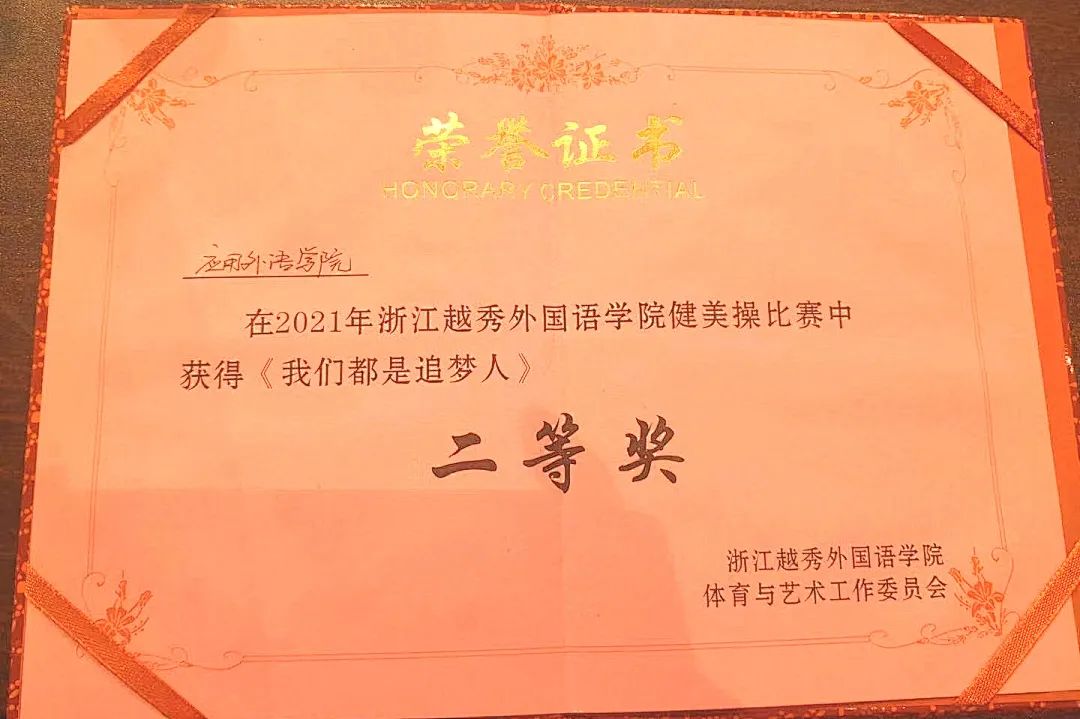 荣誉证书
HONORARY CREDENTIAL
应用外语学院
在2021年浙江越秀外国语学院健美操比赛中
获得《我们都是追梦人》
二等奖
浙江越秀外国语学院
体育与艺术工作委员会